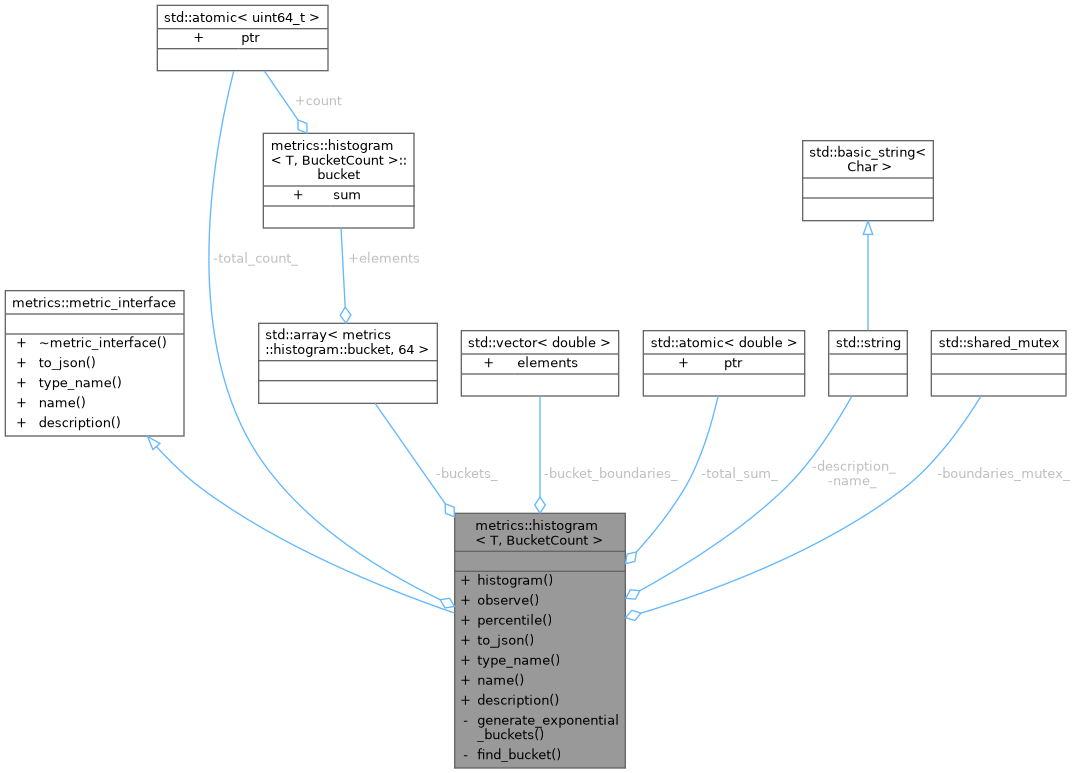 std::atomic< uint64_t >
+ ptr
+count
metrics::histogram
< T, BucketCount >::
bucket
+ sum
std::basic_string<
Char >
-total_count_
+elements
metrics::metric_interface
+ ~metric_interface()
+ to_json()
+ type_name()
+ name()
+ description()
std::array< metrics
::histogram::bucket, 64 >
std::vector< double >
+ elements
std::atomic< double >
+ ptr
std::string
std::shared_mutex
-buckets_
-bucket_boundaries_
-total_sum_
-description_
-name_
-boundaries_mutex_
metrics::histogram
< T, BucketCount >
+ histogram()
+ observe()
+ percentile()
+ to_json()
+ type_name()
+ name()
+ description()
- generate_exponential
_buckets()
- find_bucket()